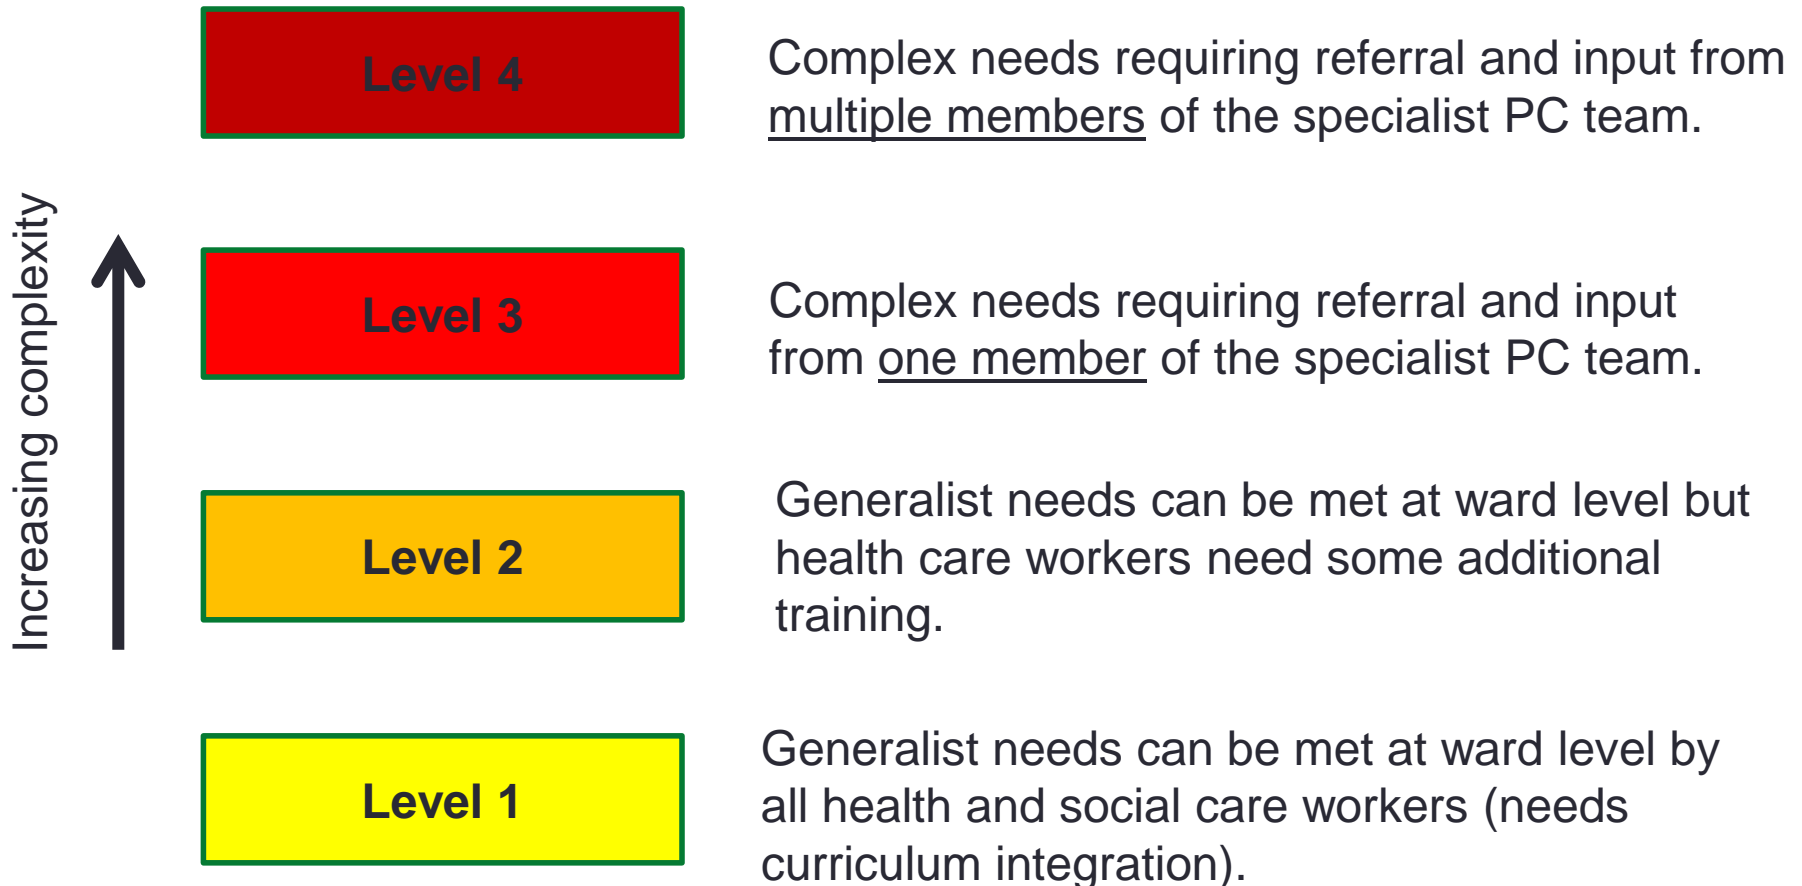 Level 4
Complex needs requiring referral and input from
multiple members of the specialist PC team.
Increasing complexity
Level 3
Complex needs requiring referral and input
from one member of the specialist PC team.
Level 2
Generalist needs can be met at ward level but
health care workers need some additional
training.
Level 1
Generalist needs can be met at ward level by
all health and social care workers (needs
curriculum integration).